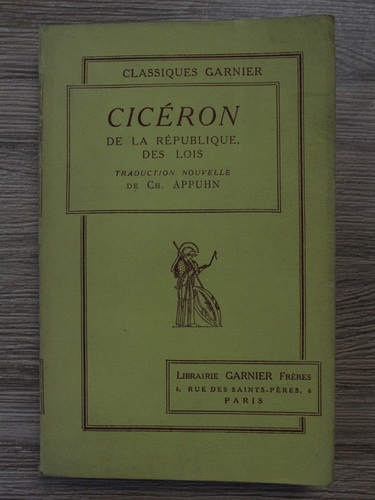 CLASSIQUES GARNIER
CICÉRON
DE LA RÉPUBLIQUE,
DES LOIS
TRADUCTION NOUVELLE
DE CH. APPUHN
LIBRAIRIE GARNIER FRÈRES
6, RUE DES SAINTS-PÈRES, 6
PARIS